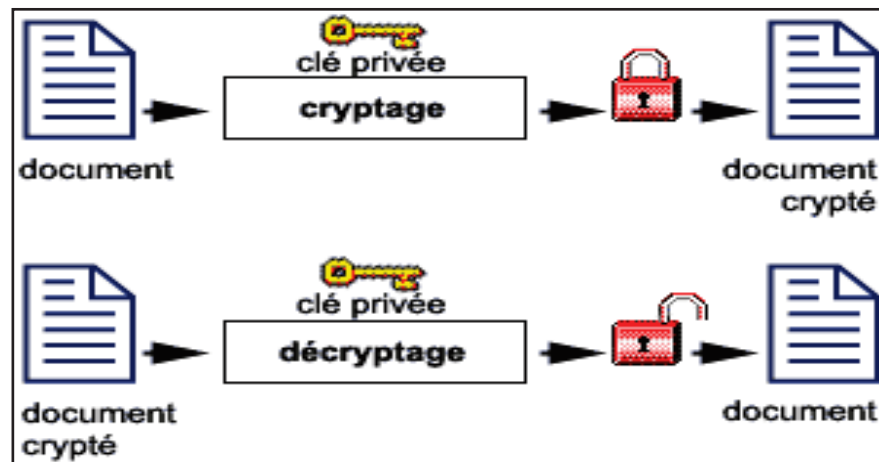 clé privée
cryptage
document
document
crypté
clé privée
décryptage
document
crypté
document